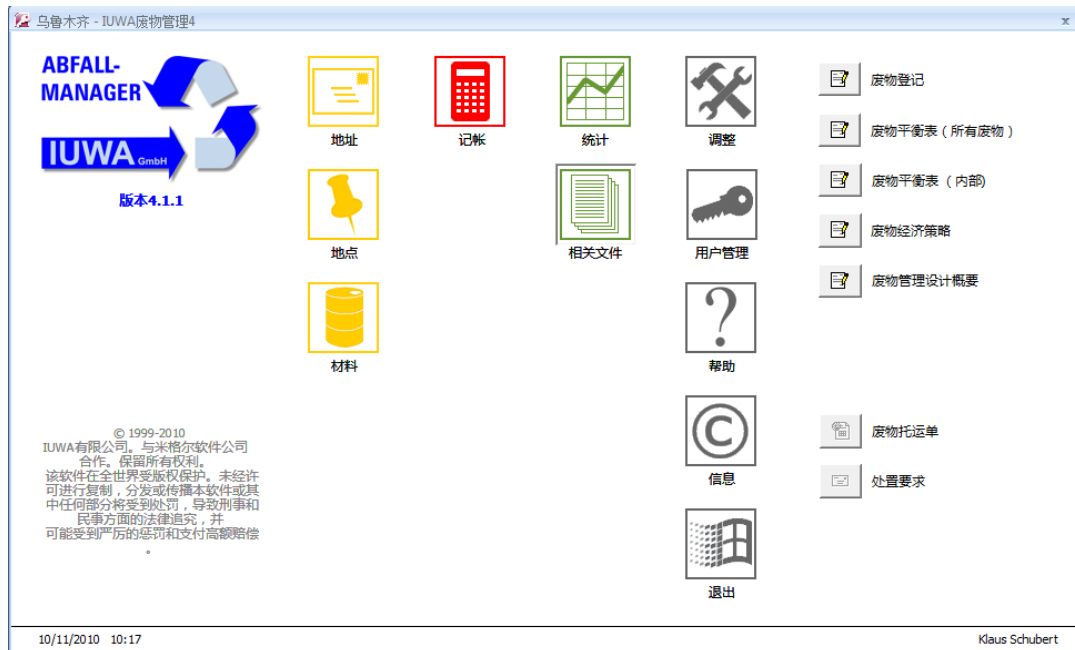 乌鲁木齐 - IUWA废物管理4
x
ABFALL-
MANAGER
IUWA GmbH
版本4.1.1
地址
记帐
统计
调整
地点
相关文件
用户管理
材料
帮助
信息
退出
废物登记
废物平衡表（所有废物）
废物平衡表（内部)
废物经济策略
废物管理设计概要
废物托运单
处置要求
© 1999-2010
IUWA有限公司。与米格尔软件公司
合作。保留所有权利。
该软件在全世界受版权保护。未经许
可进行复制，分发或传播本软件或其
中任何部分将受到处罚，导致刑事和
民事方面的法律追究，并
可能受到严厉的惩罚和支付高额赔偿
。
10/11/2010 10:17
Klaus Schubert